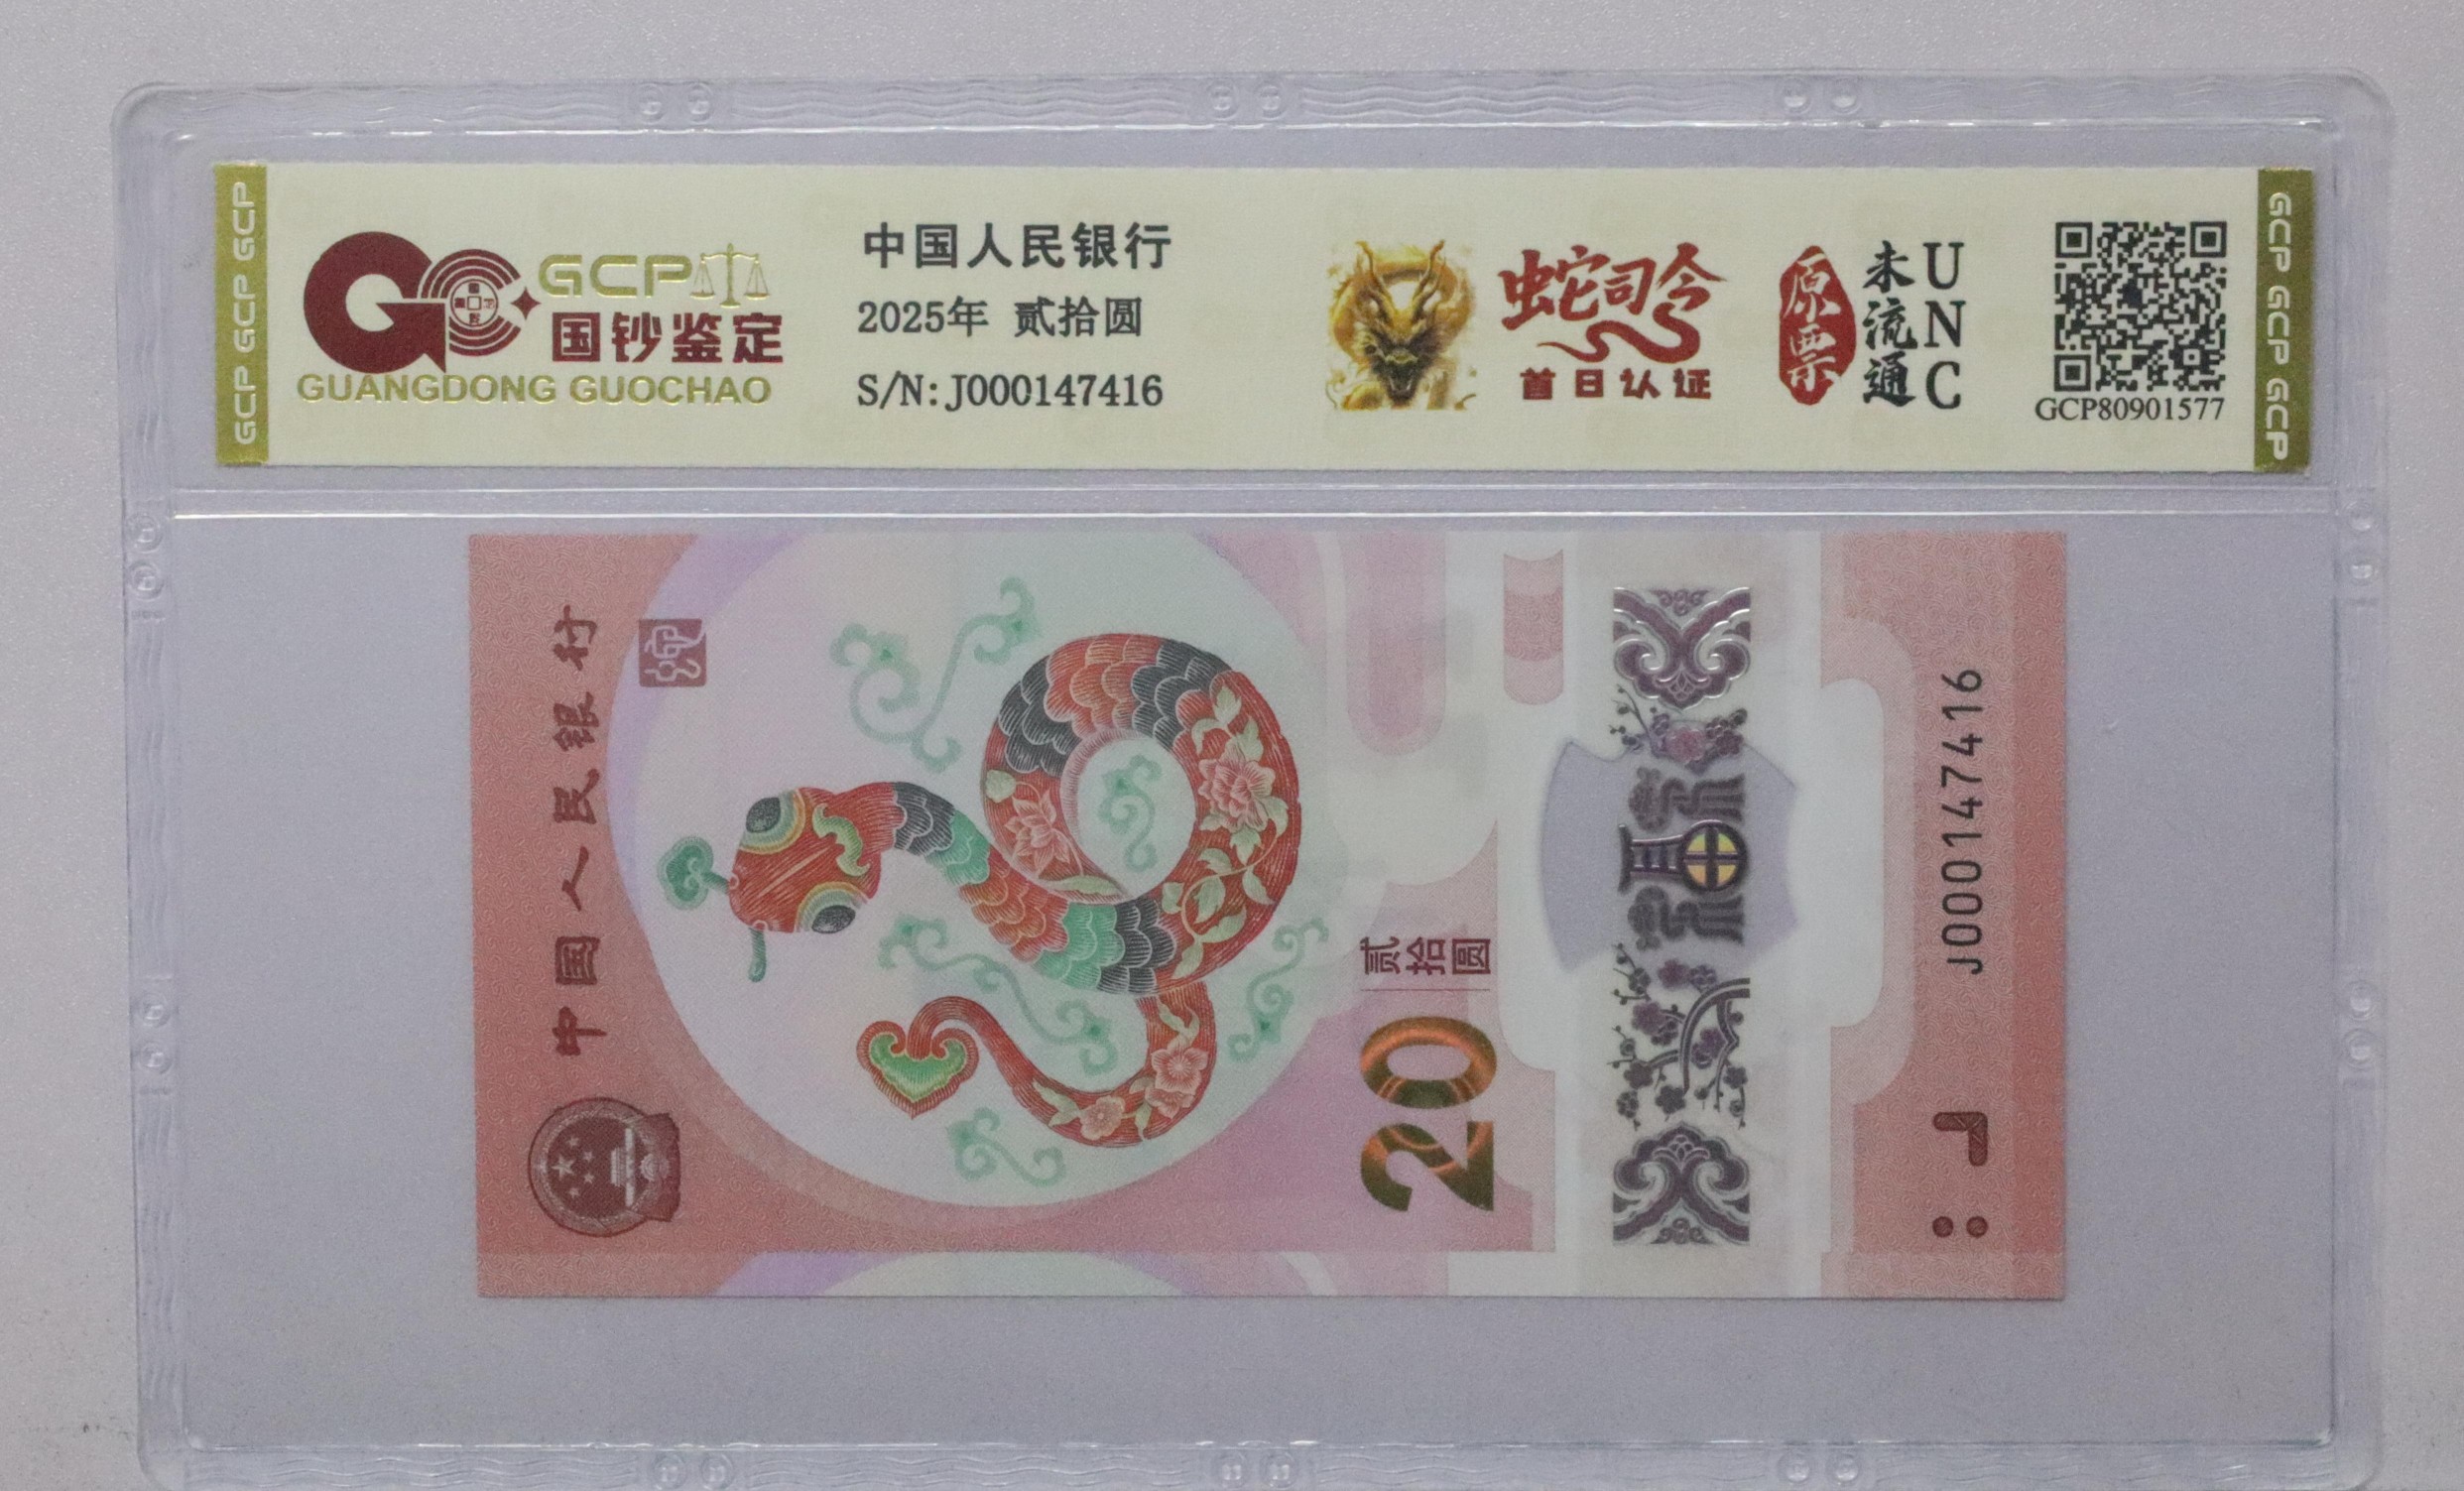 GCP GCP GCP
GCP
国钞鉴定
GUANGDONG GUOCHAO
中国人民银行
2025年 贰拾圆
S/N:J000147416
蛇司令
首日认证
原票
未流通
UNC
GCP80901577
GCP GCP GCP
中国人民银行
贰拾圆
20
J000147416